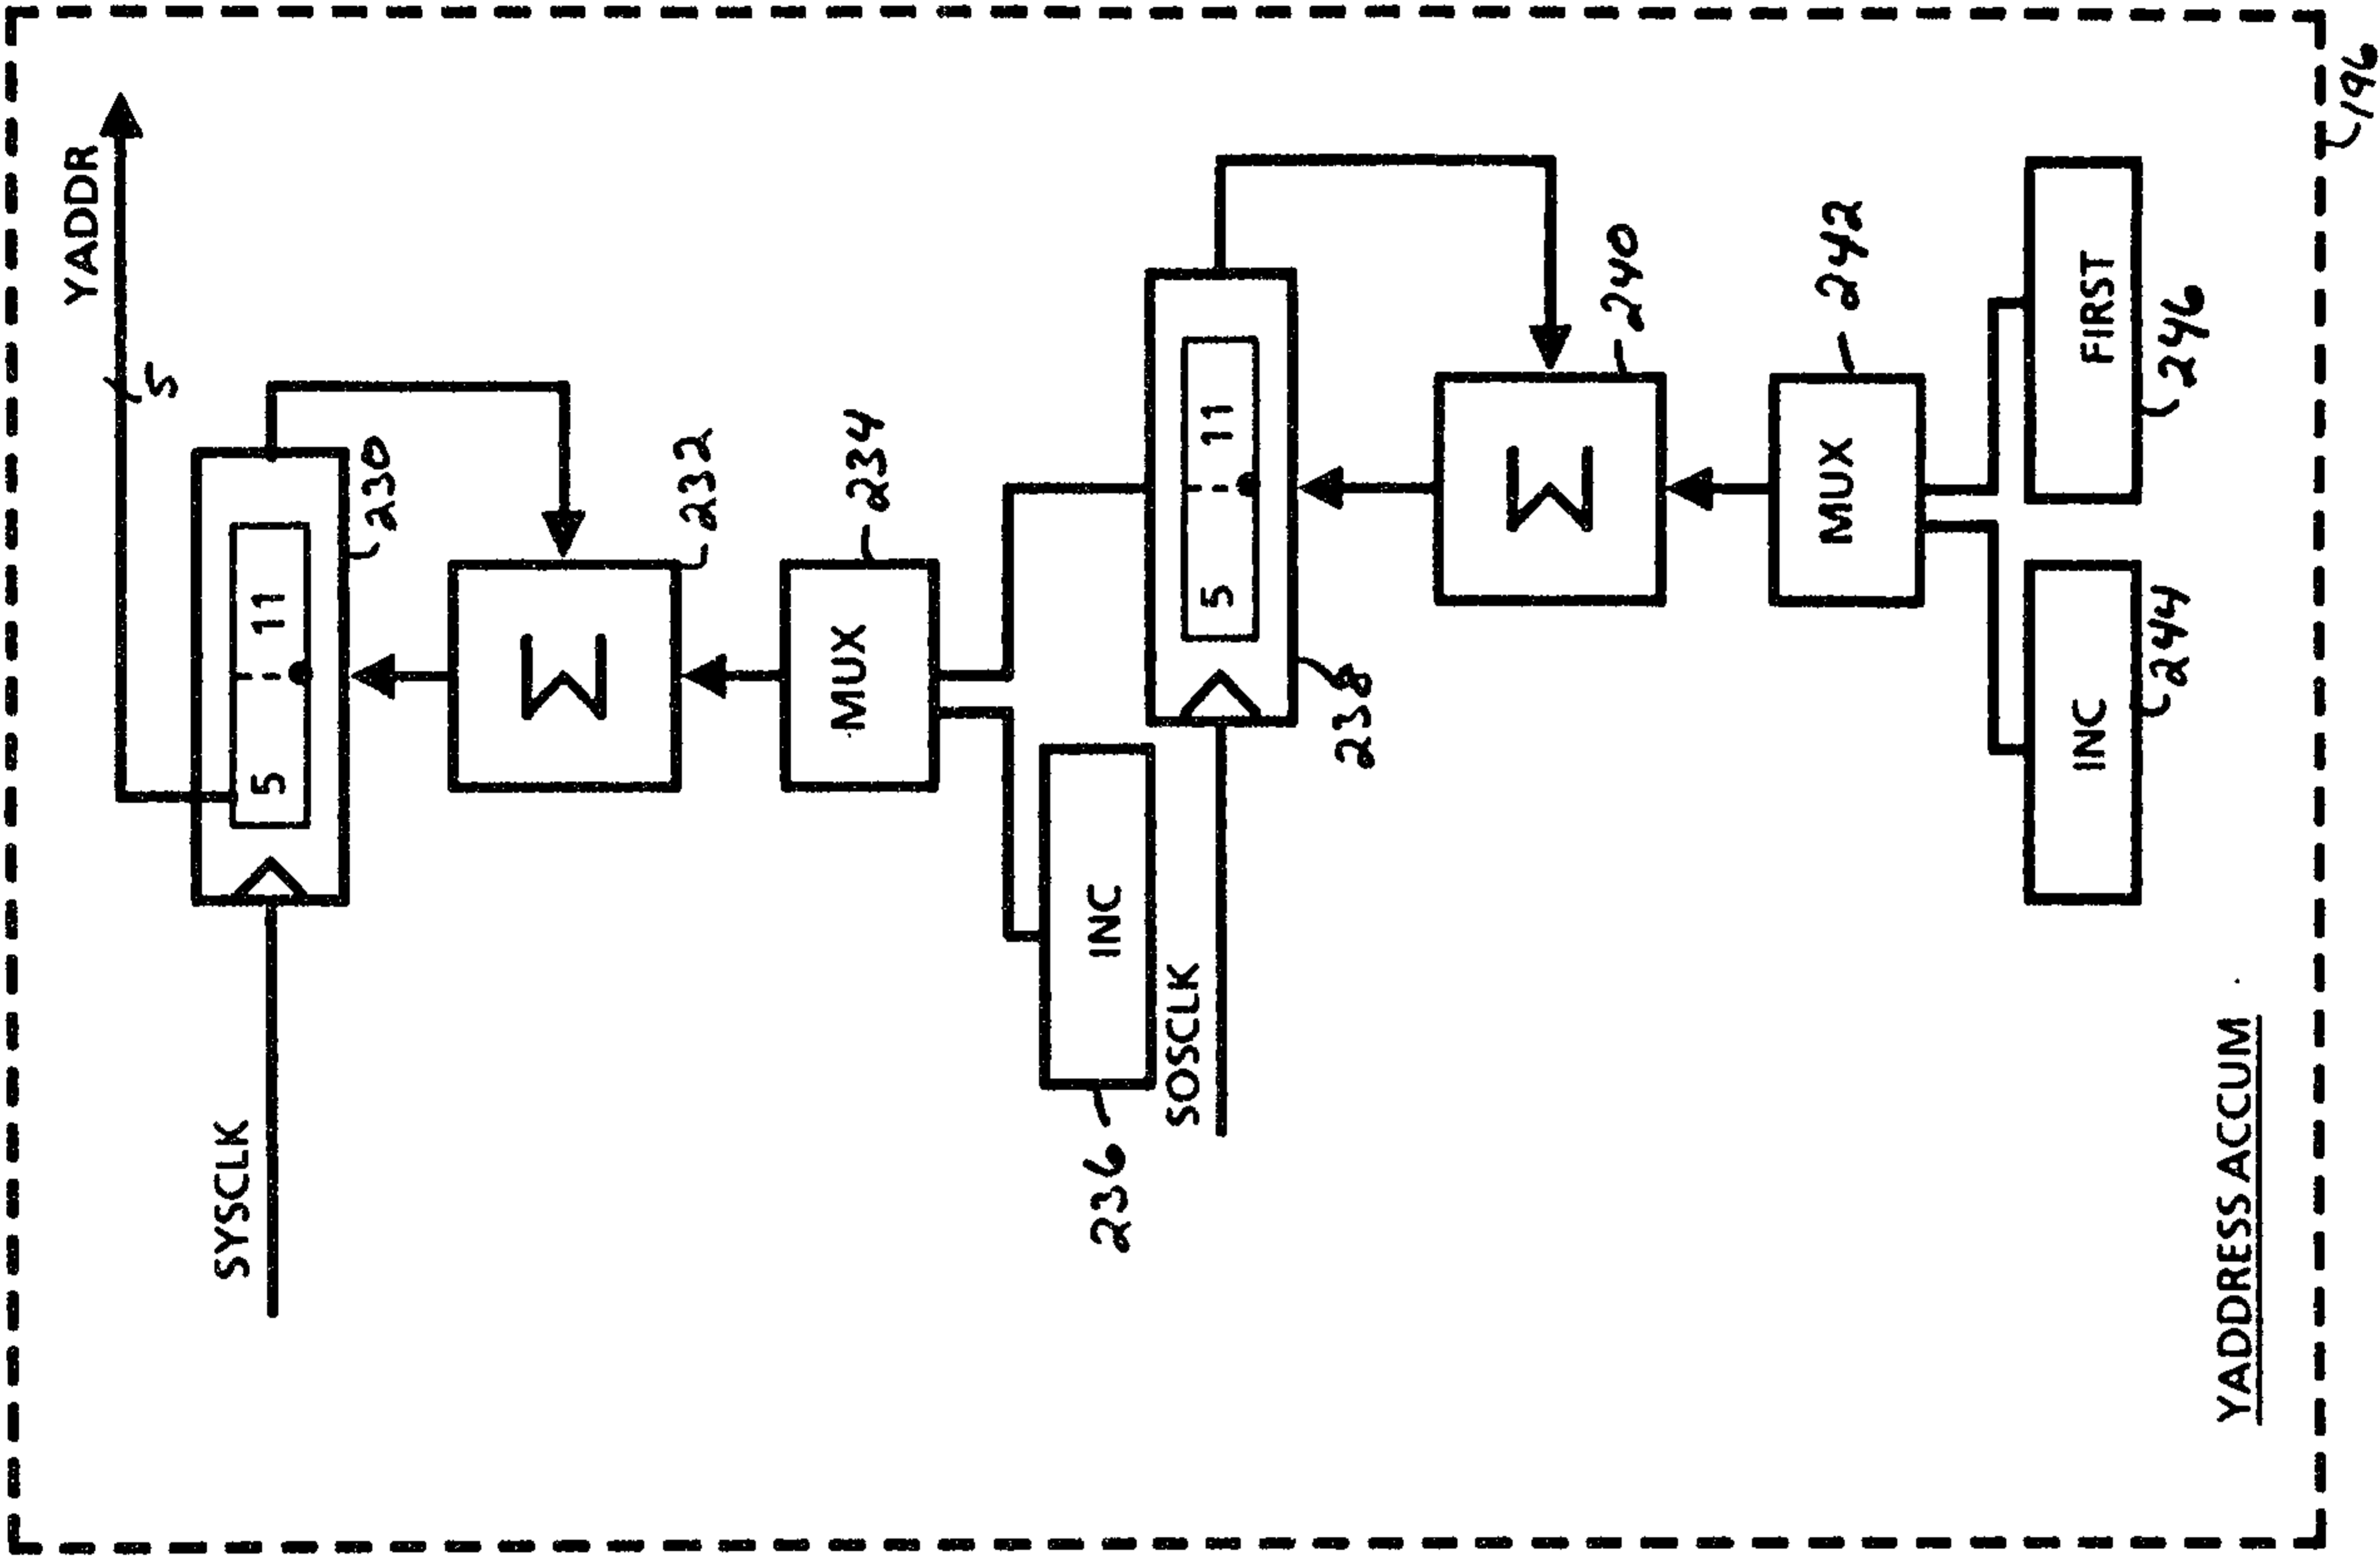 YADDR
5
SYSCLK
5 11
230
Σ
232
MUX
234
INC
236
SOSCLK
5 11
238
Σ
240
MUX
242
INC
244
FIRST
246
YADDRESS ACCUM
196